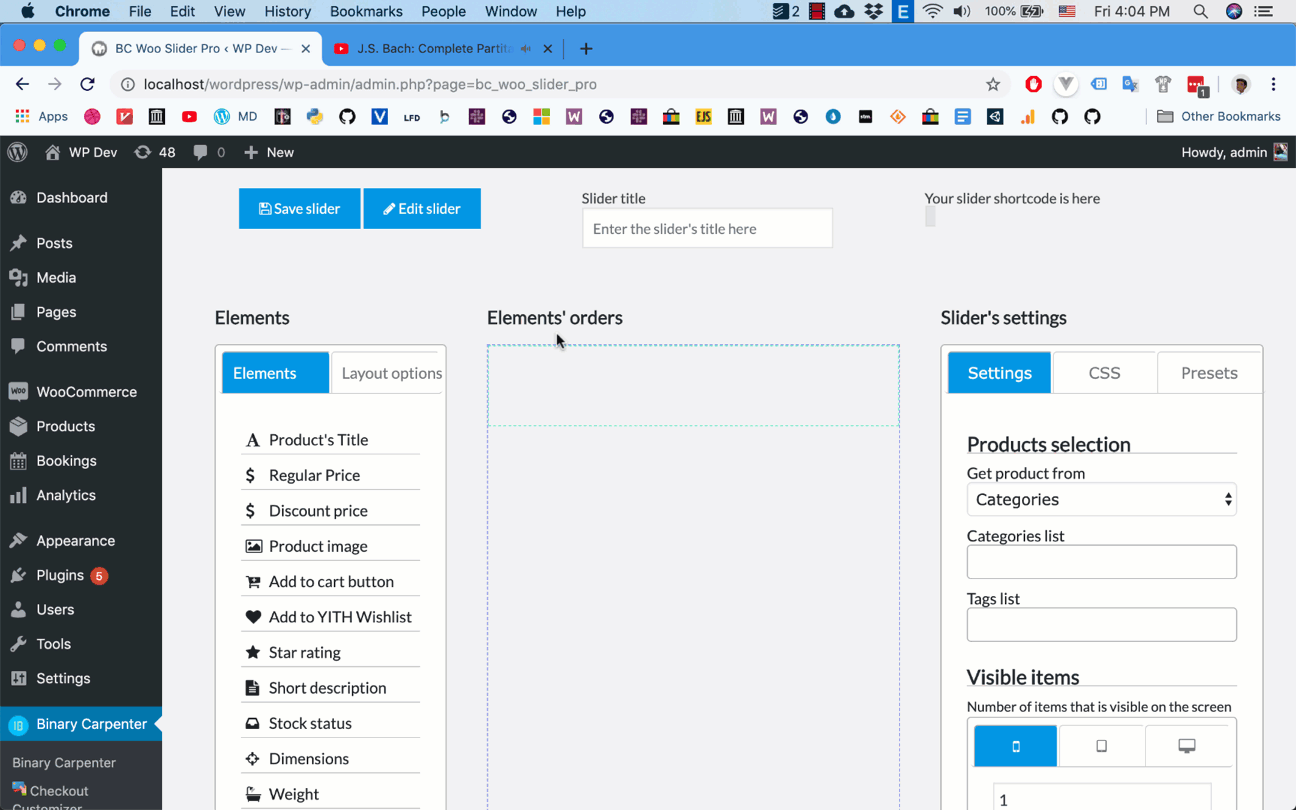 Chrome File Edit View History Bookmarks People Window Help 2 E 100% Fri 4:04 PM
BC Woo Slider Pro ‹ WP Dev — J.S. Bach: Complete Partita
localhost/wordpress/wp-admin/admin.php?page=bc_woo_slider_pro 1
Apps MD LFD EJS W W Other Bookmarks
WP Dev 48 0 New Howdy, admin
Dashboard
Posts
Media
Pages
Comments
WOO WooCommerce
Products
Bookings
Analytics
Appearance
Plugins 5
Users
Tools
Settings
Binary Carpenter
Binary Carpenter
Checkout
Customizer
Save slider Edit slider
Slider title
Enter the slider's title here
Your slider shortcode is here
Elements
Elements Layout options
Product's Title
Regular Price
Discount price
Product image
Add to cart button
Add to YITH Wishlist
Star rating
Short description
Stock status
Dimensions
Weight
Elements' orders
Slider's settings
Settings CSS Presets
Products selection
Get product from
Categories
Categories list
Tags list
Visible items
Number of items that is visible on the screen
1